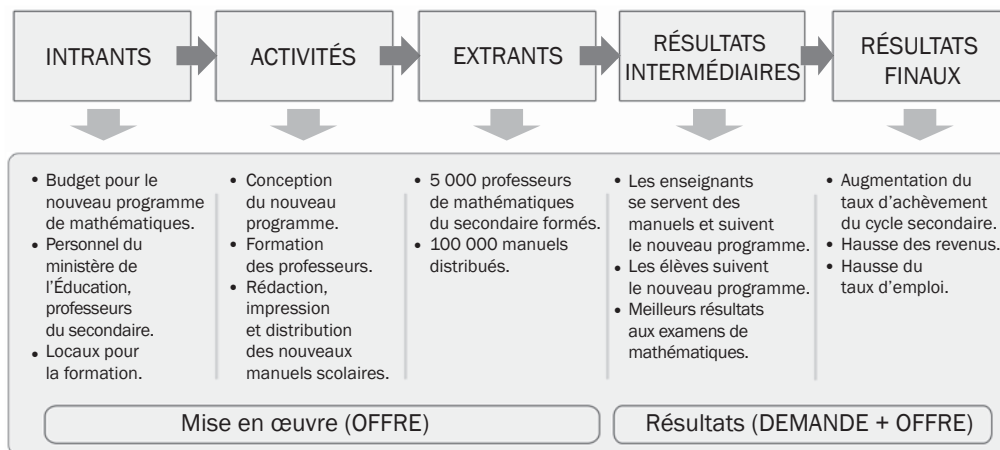 INTRANTS
ACTIVITÉS
EXTRANTS
RÉSULTATS
INTERMÉDIAIRES
RÉSULTATS
FINAUX
• Budget pour le
nouveau programme
de mathématiques.
• Personnel du
ministère de
l’Éducation,
professeurs
du secondaire.
• Locaux pour
la formation.
• Conception
du nouveau
programme.
• Formation
des professeurs.
• Rédaction,
impression
et distribution
des nouveaux
manuels scolaires.
• 5 000 professeurs
de mathématiques
du secondaire formés.
• 100 000 manuels
distribués.
• Les enseignants
se servent des
manuels et suivent
le nouveau programme.
• Les élèves suivent
le nouveau programme.
• Meilleurs résultats
aux examens de
mathématiques.
• Augmentation du
taux d’achèvement
du cycle secondaire.
• Hausse des revenus.
• Hausse du
taux d’emploi.
Mise en œuvre (OFFRE)
Résultats (DEMANDE + OFFRE)